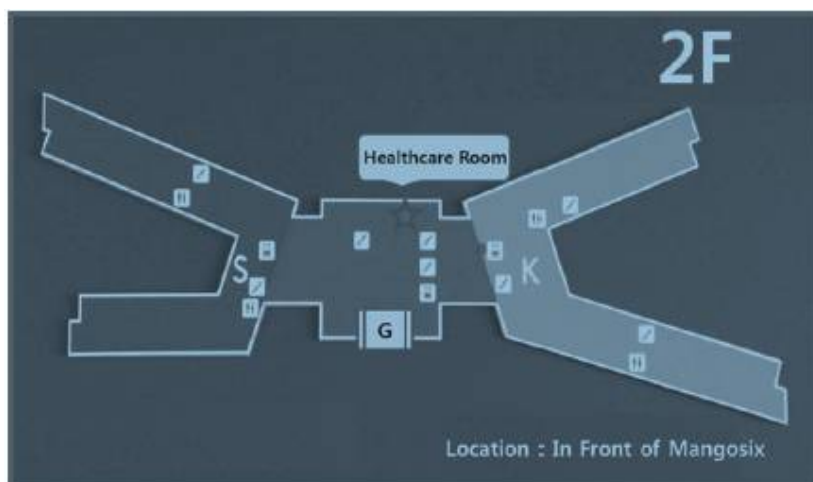 2F
Healthcare Room
S
K
G
Location : In Front of Mangosix